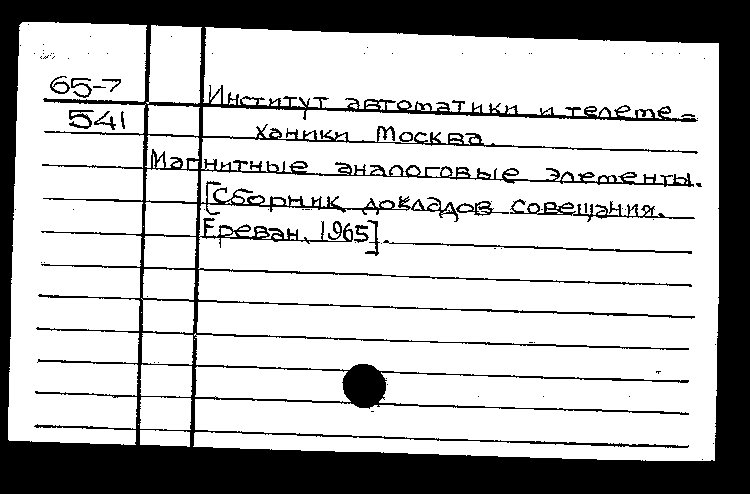 65-7
Институт автоматики и телеме=
541
ханики Москва.
Магнитные аналоговые элементы.
[Сборник докладов совещания.
Ереван, 1965].